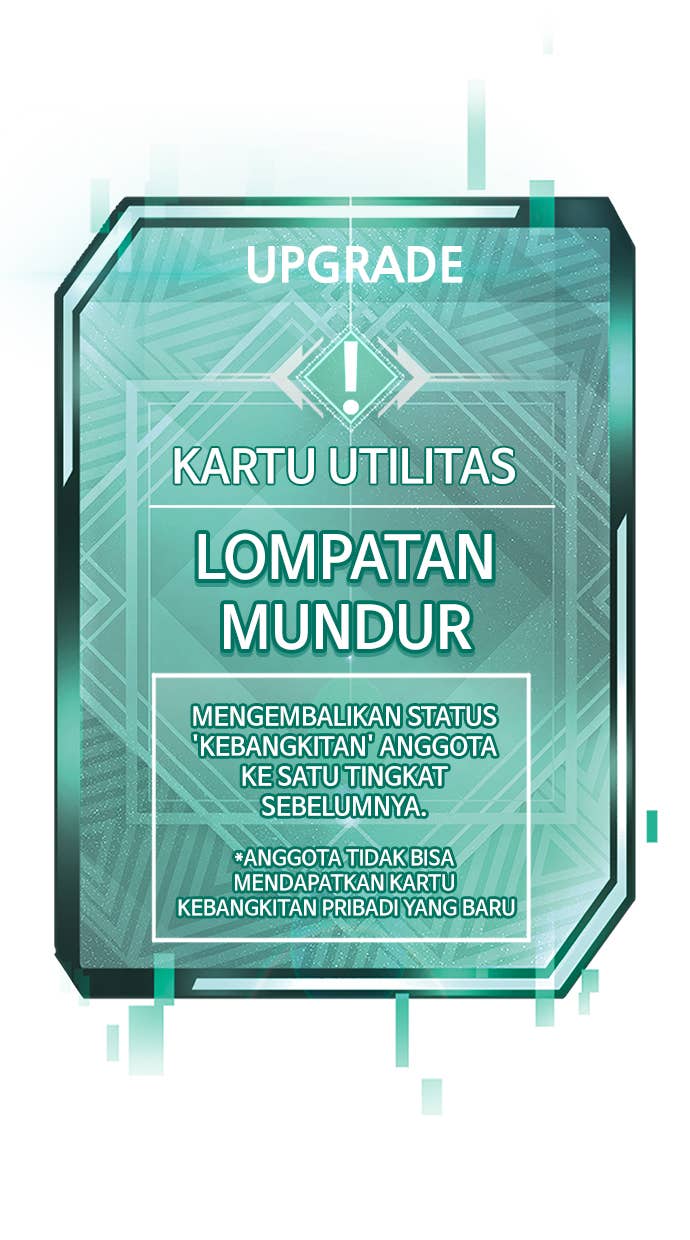 UPGRADE
!
KARTU UTILITAS
LOMPATAN
MUNDUR
MENGEMBALIKAN STATUS
'KEBANGKITAN' ANGGOTA
KE SATU TINGKAT
SEBELUMNYA.
*ANGGOTA TIDAK BISA
MENDAPATKAN KARTU
KEBANGKITAN PRIBADI YANG BARU